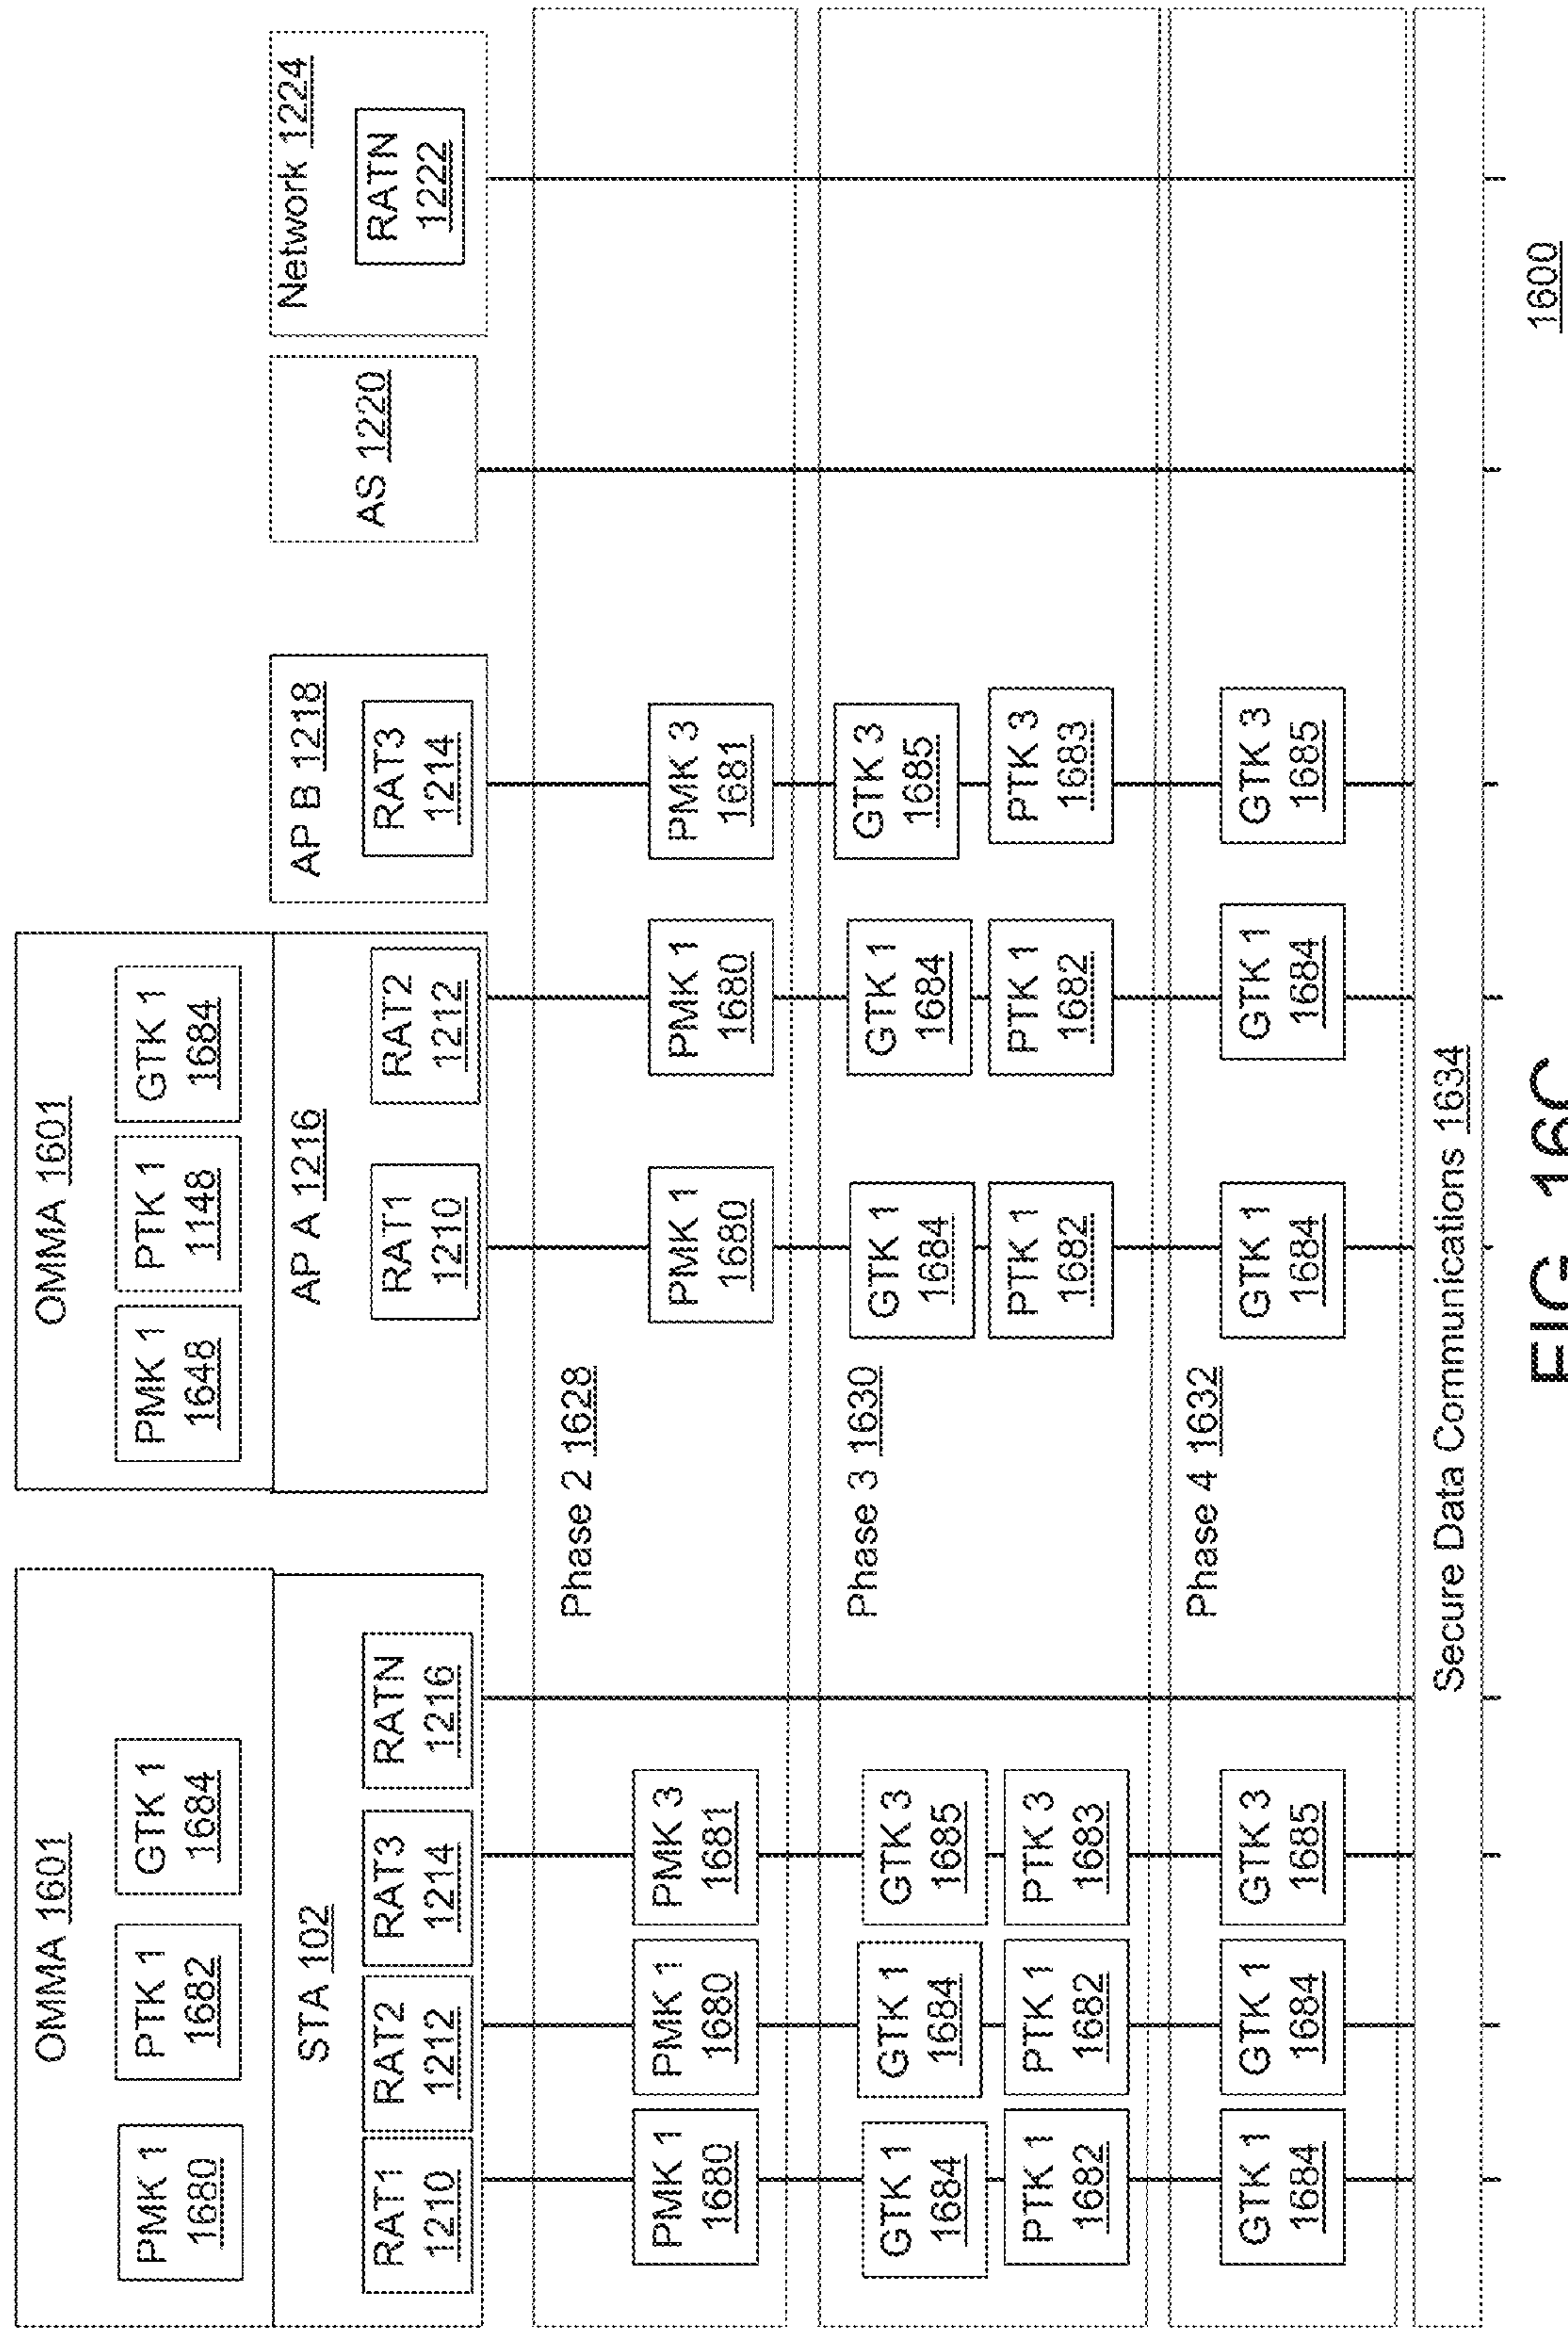 OMMA 1601
PMK 1
1680
PTK 1
1682
GTK 1
1684
OMMA 1601
PMK 1
1648
PTK 1
1148
GTK 1
1684
STA 102
RAT1
1210
RAT2
1212
RAT3
1214
RATN
1216
AP A 1216
RAT1
1210
RAT2
1212
AP B 1218
RAT3
1214
AS 1220
Network 1224
RATN
1222
Phase 2 1628
PMK 1
1680
PMK 1
1680
PMK 3
1681
PMK 1
1680
PMK 1
1680
PMK 3
1681
Phase 3 1630
GTK 1
1684
GTK 1
1684
GTK 3
1685
GTK 1
1684
GTK 1
1684
GTK 3
1685
PTK 1
1682
PTK 1
1682
PTK 3
1683
PTK 1
1682
PTK 1
1682
PTK 3
1683
Phase 4 1632
GTK 1
1684
GTK 1
1684
GTK 3
1685
GTK 1
1684
GTK 1
1684
GTK 3
1685
Secure Data Communications 1634
FIG. 16C
1600